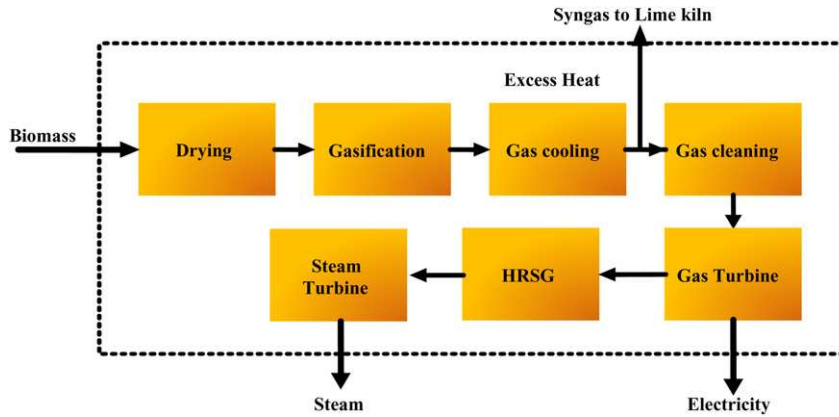 Syngas to Lime kiln
Excess Heat
Biomass
Drying
Gasification
Gas cooling
Gas cleaning
Steam
Turbine
HRSG
Gas Turbine
Steam
Electricity